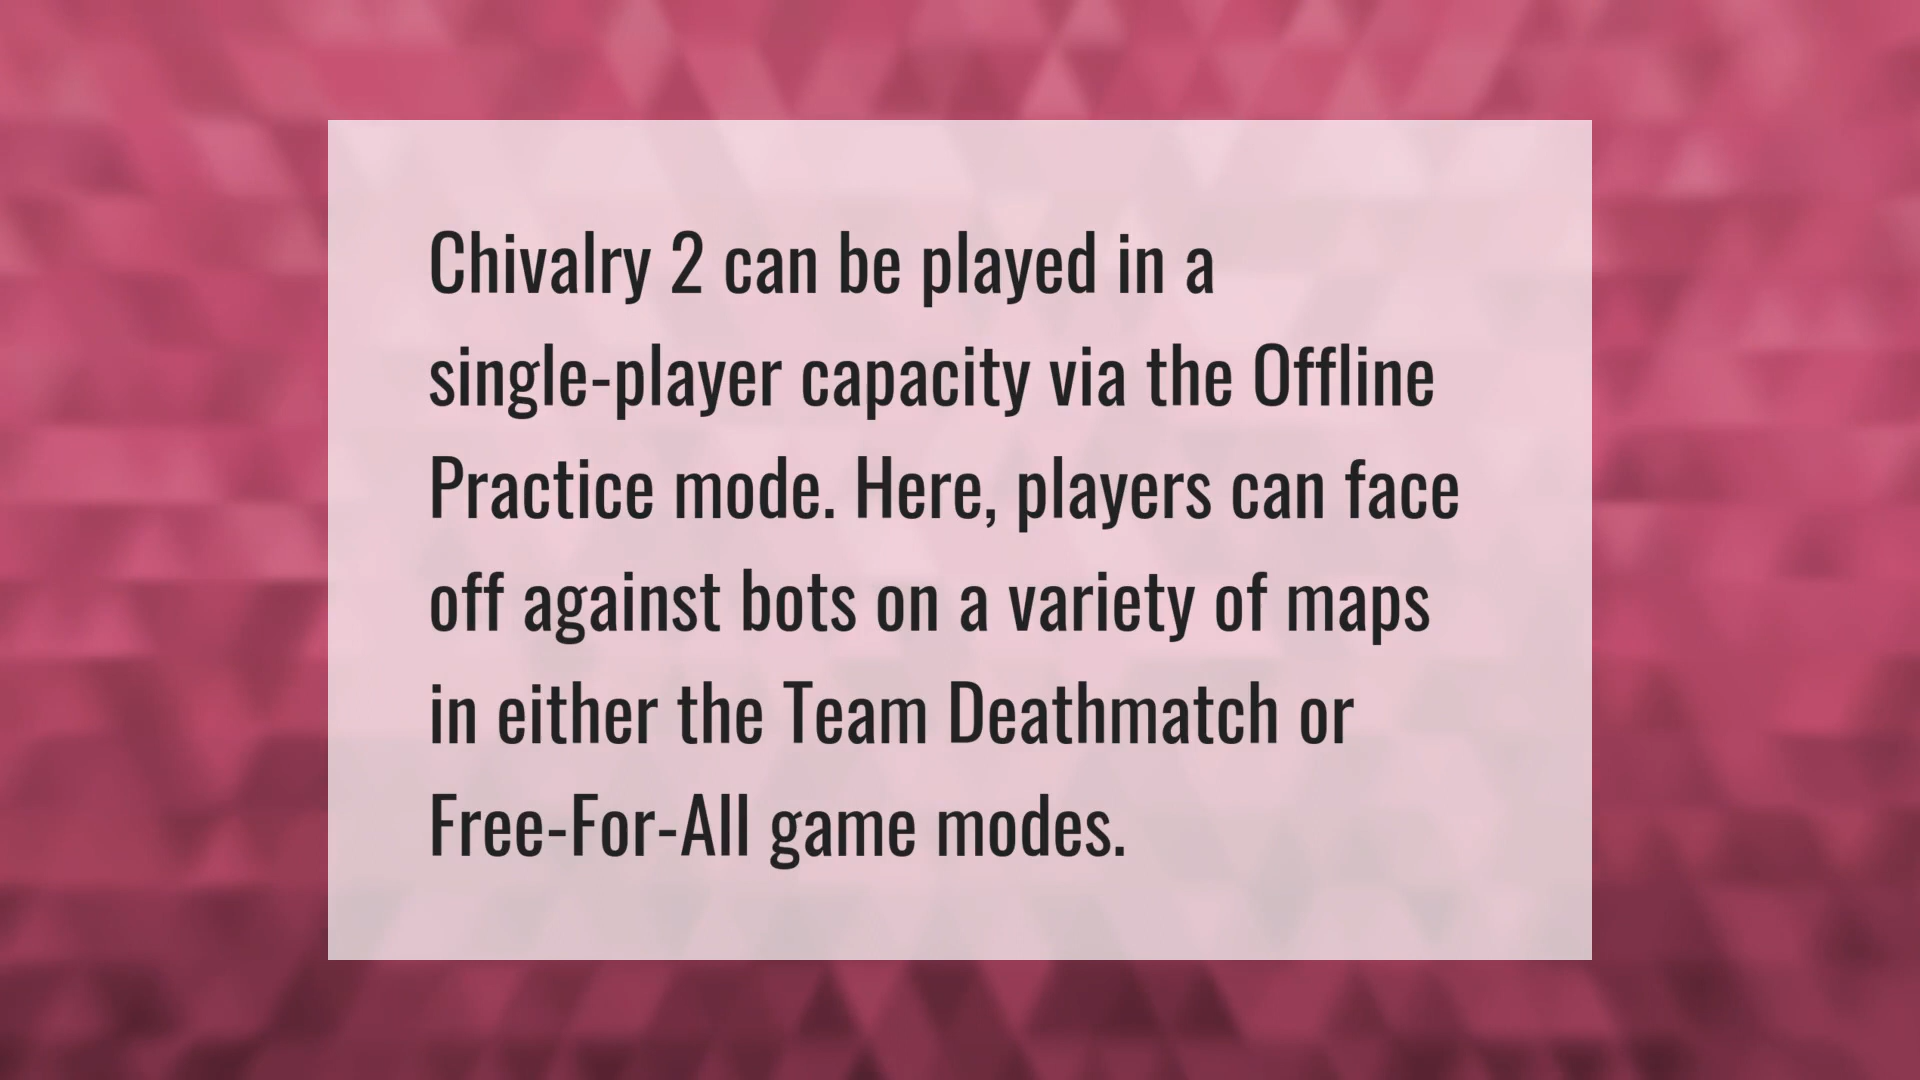 Chivalry 2 can be played in a
single-player capacity via the Offline
Practice mode. Here, players can face
off against bots on a variety of maps
in either the Team Deathmatch or
Free-For-All game modes.